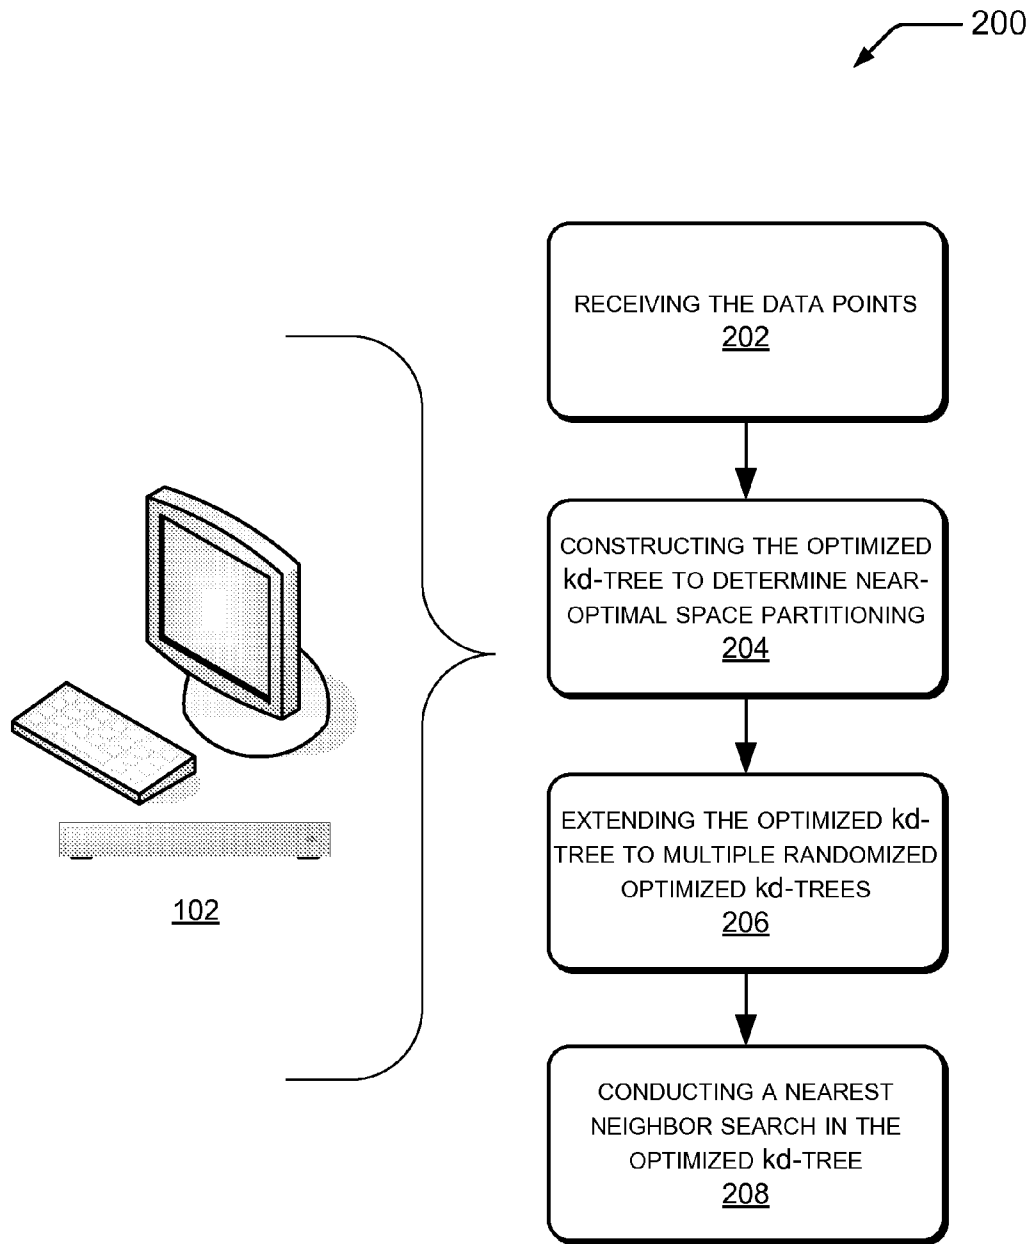 200
RECEIVING THE DATA POINTS
202
CONSTRUCTING THE OPTIMIZED
kd-TREE TO DETERMINE NEAR-
OPTIMAL SPACE PARTITIONING
204
EXTENDING THE OPTIMIZED kd-
TREE TO MULTIPLE RANDOMIZED
OPTIMIZED kd-TREES
206
102
CONDUCTING A NEAREST
NEIGHBOR SEARCH IN THE
OPTIMIZED kd-TREE
208